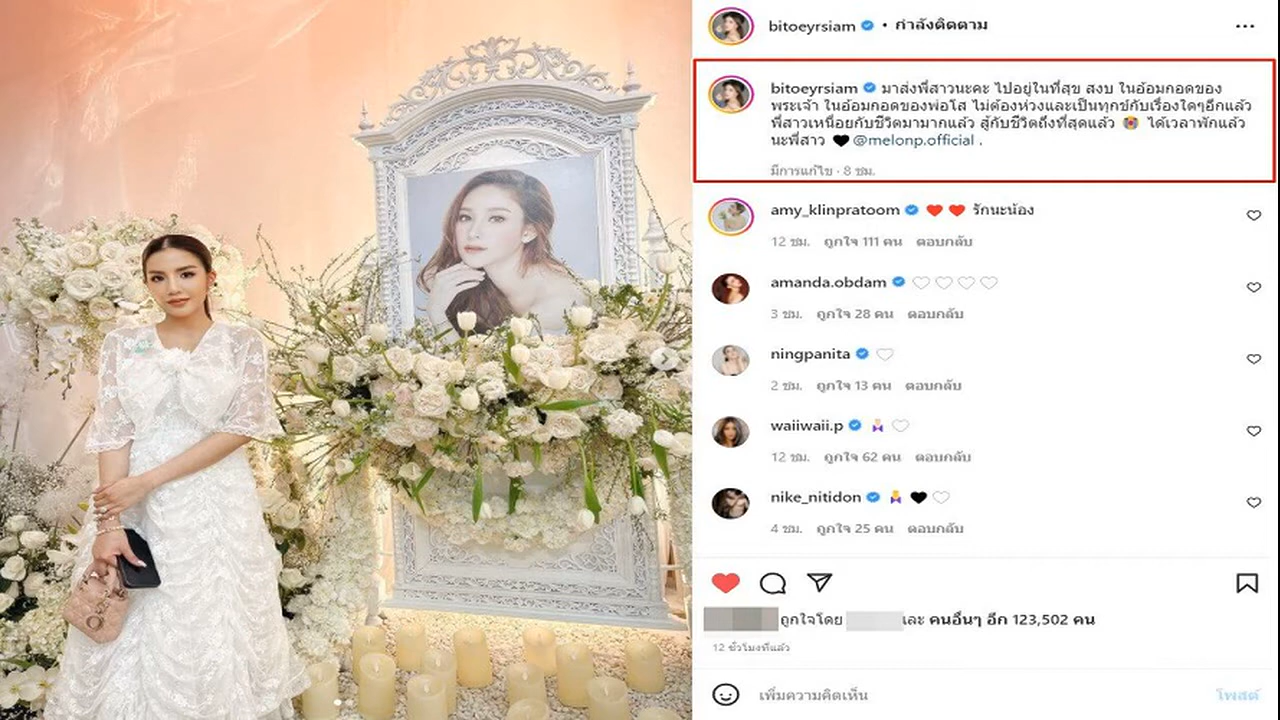 bitoeyrsiam • กำลังติดตาม
bitoeyrsiam มาส่งพี่สาวนะคะ ไปอยู่ในที่สุข สงบ ในอ้อมกอดของ
พระเจ้า ในอ้อมกอดของพ่อโส ไม่ต้องห่วงและเป็นทุกข์กับเรื่องใดๆอีกแล้ว
พี่สาวเหนื่อยกับชีวิตมามากแล้ว สู้กับชีวิตถึงที่สุดแล้ว 😭 ได้เวลาพักแล้ว
นะพี่สาว 🖤 @melonp.official .
มีการแก้ไข · 8 ชม.
amy_klinpratoom ❤️ ❤️ รักนะน้อง
12 ชม. ถูกใจ 111 คน ตอบกลับ
amanda.obdam 🤍 🤍 🤍 🤍
3 ชม. ถูกใจ 28 คน ตอบกลับ
ningpanita 🤍
2 ชม. ถูกใจ 13 คน ตอบกลับ
waiiwaii.p 🤍
12 ชม. ถูกใจ 62 คน ตอบกลับ
nike_nitidon 🖤 🤍
4 ชม. ถูกใจ 25 คน ตอบกลับ
ถูกใจโดย และ คนอื่นๆ อีก 123,502 คน
12 ชั่วโมงที่แล้ว
เพิ่มความคิดเห็น โพสต์